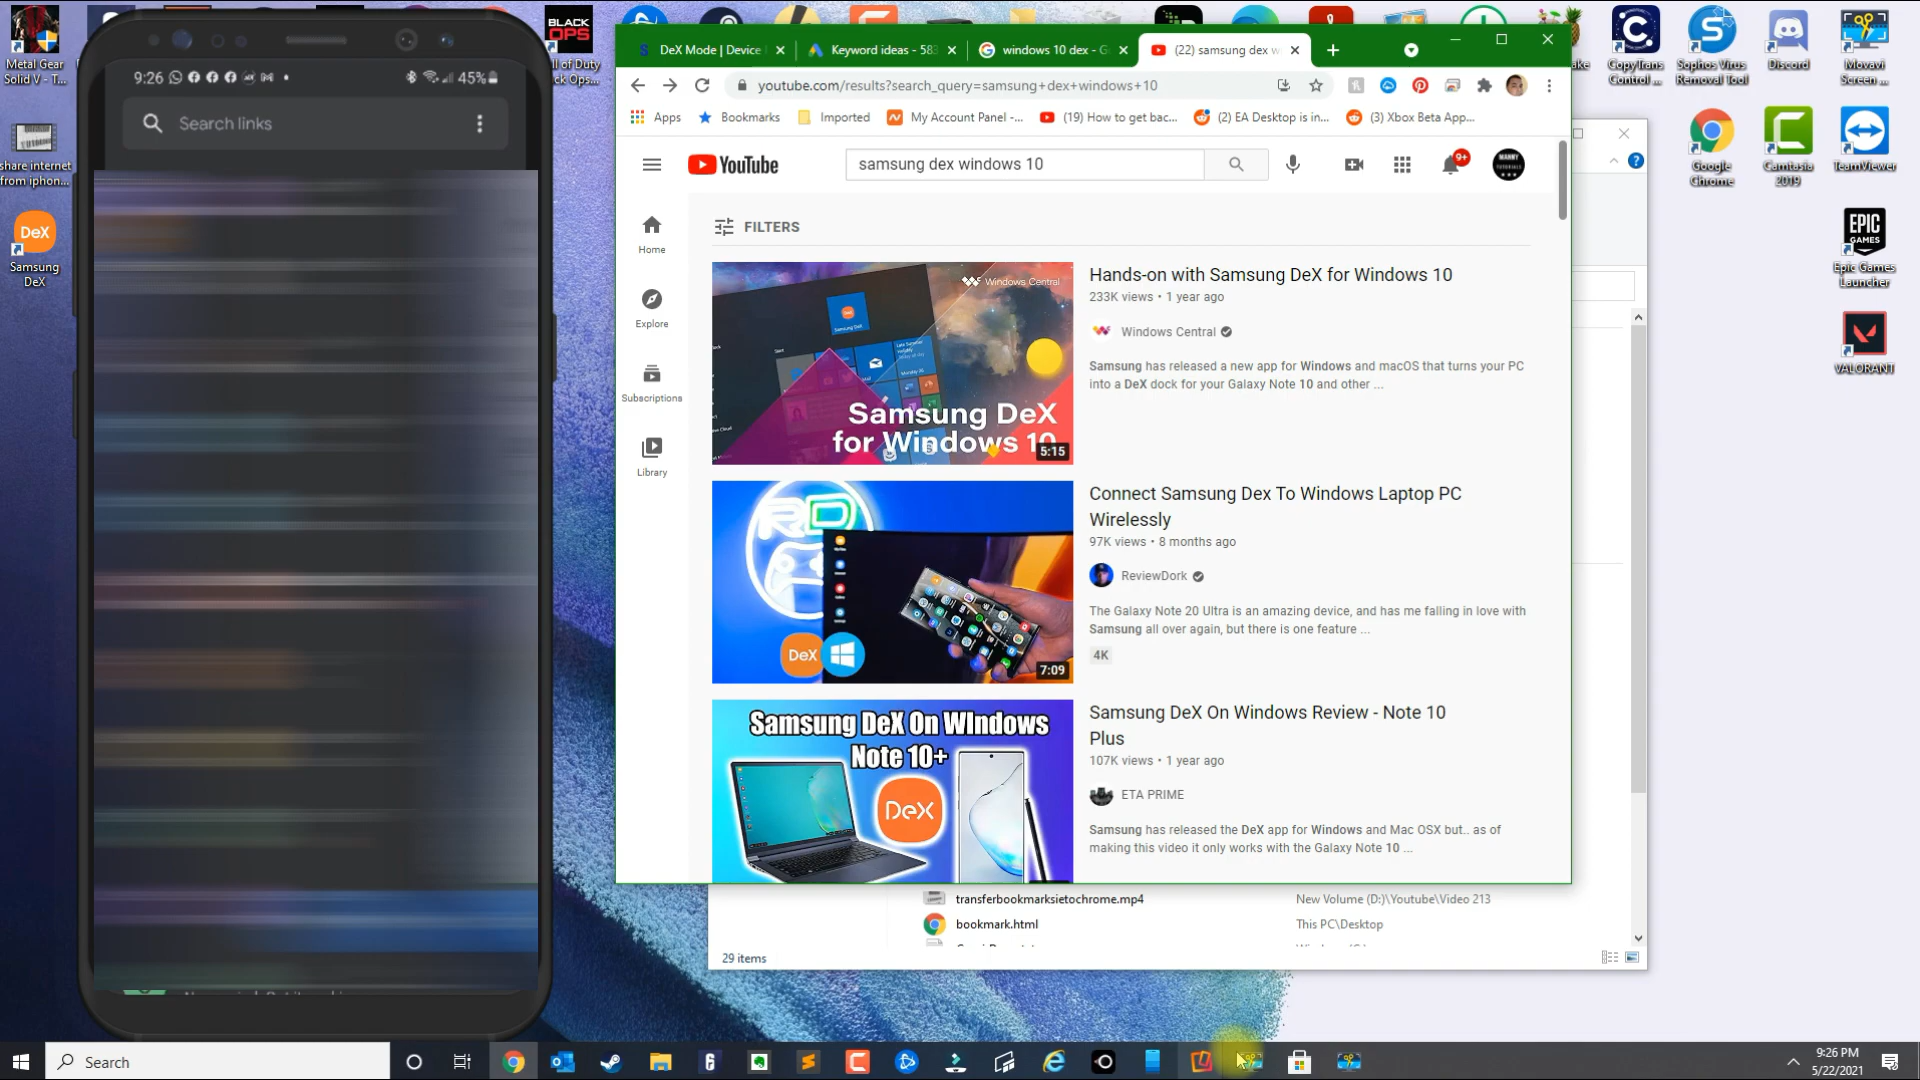 Metal Gear
Solid V - T...
share internet
from iphon...
DeX
Samsung
DeX
9:26
45%
Search links
BLACK
OPS
ll of Duty
ck Ops...
DeX Mode | Device
Keyword ideas - 583
windows 10 dex - G
(22) samsung dex w
youtube.com/results?search_query=samsung+dex+windows+10
Apps
Bookmarks
Imported
My Account Panel -...
(19) How to get bac...
(2) EA Desktop is in...
(3) Xbox Beta App...
YouTube
samsung dex windows 10
9+
MANNY
Home
Explore
Subscriptions
Library
FILTERS
Windows Central
Samsung DeX
for Windows 10
5:15
Hands-on with Samsung DeX for Windows 10
233K views • 1 year ago
Windows Central
Samsung has released a new app for Windows and macOS that turns your PC
into a DeX dock for your Galaxy Note 10 and other ...
RD
DeX
7:09
Connect Samsung Dex To Windows Laptop PC
Wirelessly
97K views • 8 months ago
ReviewDork
The Galaxy Note 20 Ultra is an amazing device, and has me falling in love with
Samsung all over again, but there is one feature ...
4K
Samsung DeX On WIndows
Note 10+
DeX
Samsung DeX On Windows Review - Note 10
Plus
107K views • 1 year ago
ETA PRIME
Samsung has released the DeX app for Windows and Mac OSX but.. as of
making this video it only works with the Galaxy Note 10 ...
transferbookmarksietochrome.mp4
New Volume (D:)\Youtube\Video 213
bookmark.html
This PC\Desktop
29 items
ake
CopyTrans
Control ...
Sophos Virus
Removal Tool
Discord
Movavi
Screen ...
Google
Chrome
Camtasia
2019
TeamViewer
EPIC
GAMES
Epic Games
Launcher
VALORANT
Search
9:26 PM
5/22/2021